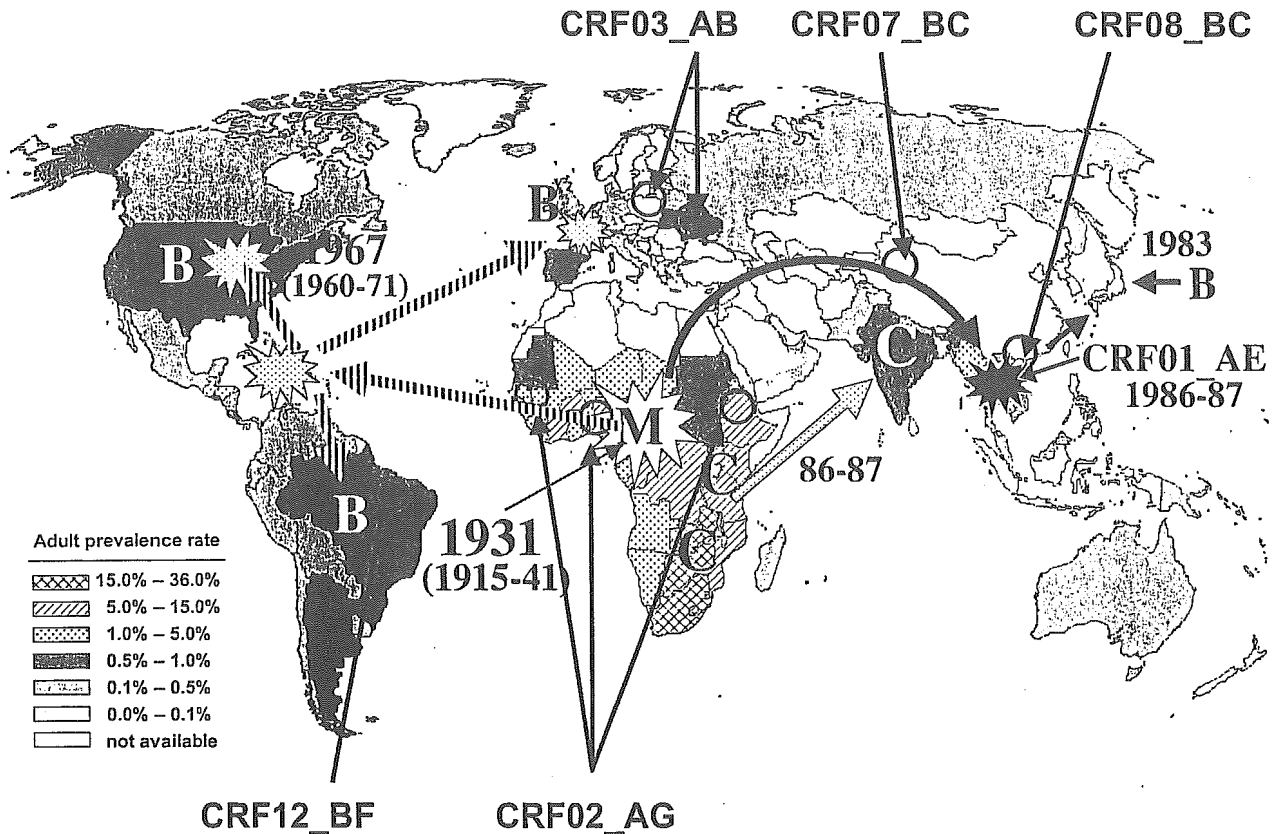 CRF03_AB
CRF07_BC
CRF08_BC
B
1967
(1960-71)
B
1983
B
C
CRF01_AE
1986-87
M
C
86-87
B
1931
(1915-41)
C
Adult prevalence rate
15.0% – 36.0%
5.0% – 15.0%
1.0% – 5.0%
0.5% – 1.0%
0.1% – 0.5%
0.0% – 0.1%
not available
CRF12_BF
CRF02_AG